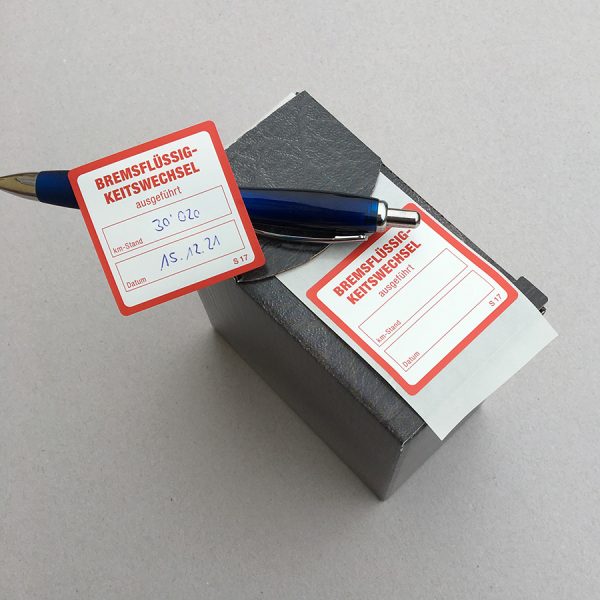 BREMSFLÜSSIG-
KEITSWECHSEL
ausgeführt
30'020
km-Stand
15.12.21
Datum
S 17
BREMSFLÜSSIG-
KEITSWECHSEL
ausgeführt
km-Stand
Datum
S 17